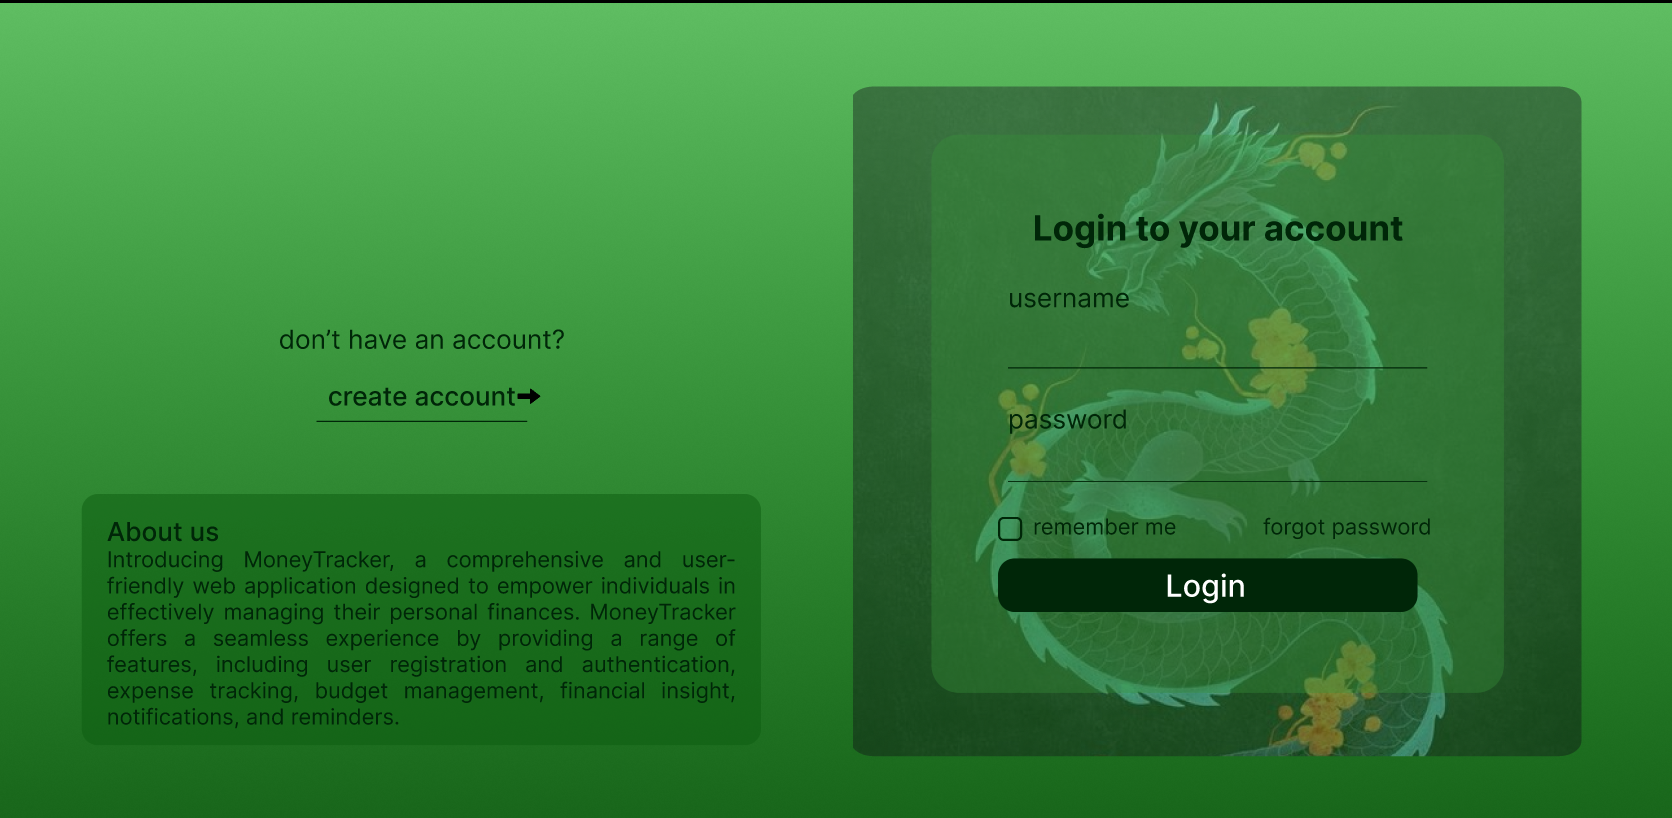 don’t have an account?
create account
About us
Introducing MoneyTracker, a comprehensive and user-
friendly web application designed to empower individuals in
effectively managing their personal finances. MoneyTracker
offers a seamless experience by providing a range of
features, including user registration and authentication,
expense tracking, budget management, financial insight,
notifications, and reminders.
Login to your account
username
password
remember me
forgot password
Login